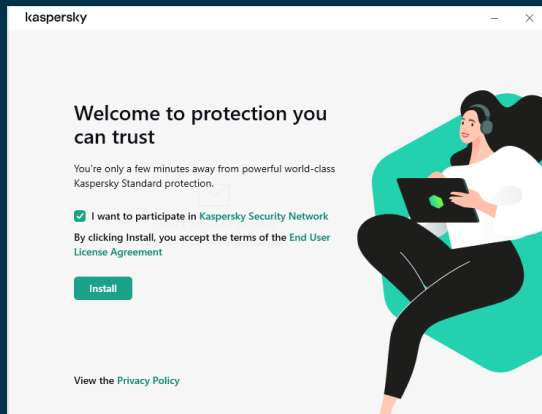 kaspersky
Welcome to protection you
can trust
You're only a few minutes away from powerful world-class
Kaspersky Standard protection.
I want to participate in Kaspersky Security Network
By clicking Install, you accept the terms of the End User
License Agreement
Install
View the Privacy Policy